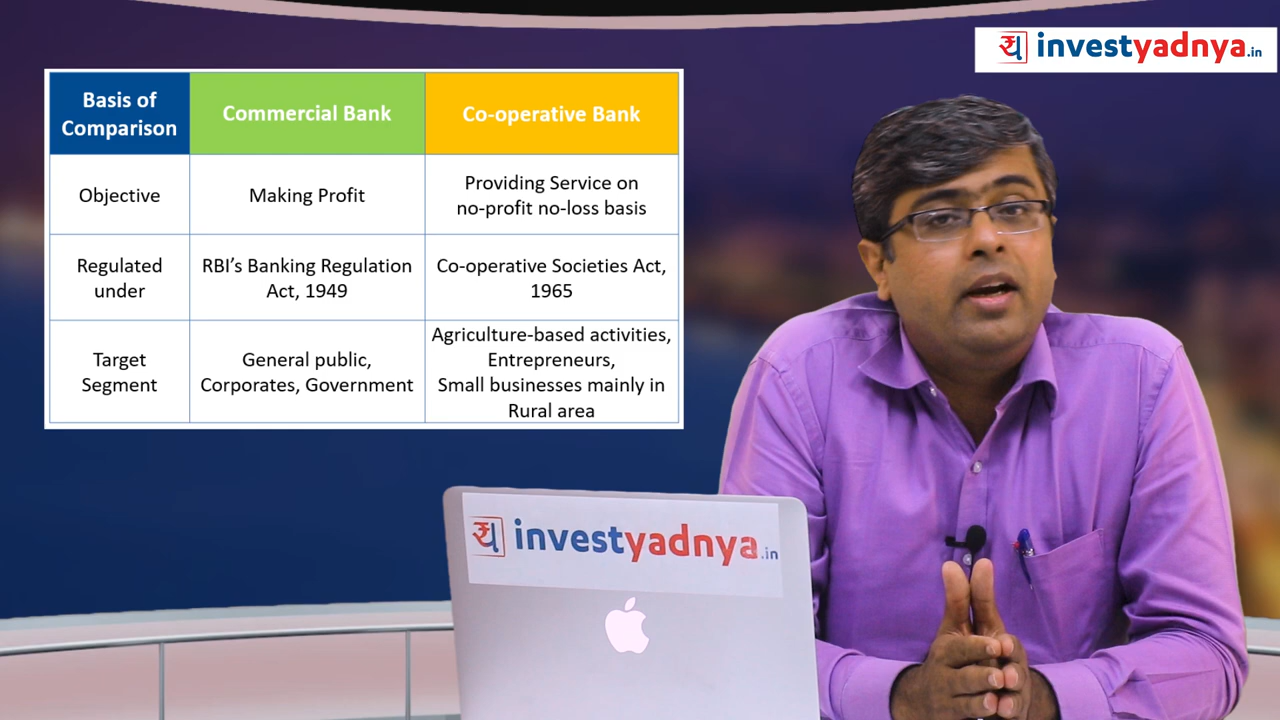 investyadnya.in
Basis of
Comparison
Commercial Bank
Co-operative Bank
Objective
Making Profit
Providing Service on
no-profit no-loss basis
Regulated
under
RBI's Banking Regulation
Act, 1949
Co-operative Societies Act,
1965
Target
Segment
General public,
Corporates, Government
Agriculture-based activities,
Entrepreneurs,
Small businesses mainly in
Rural area
investyadnya.in